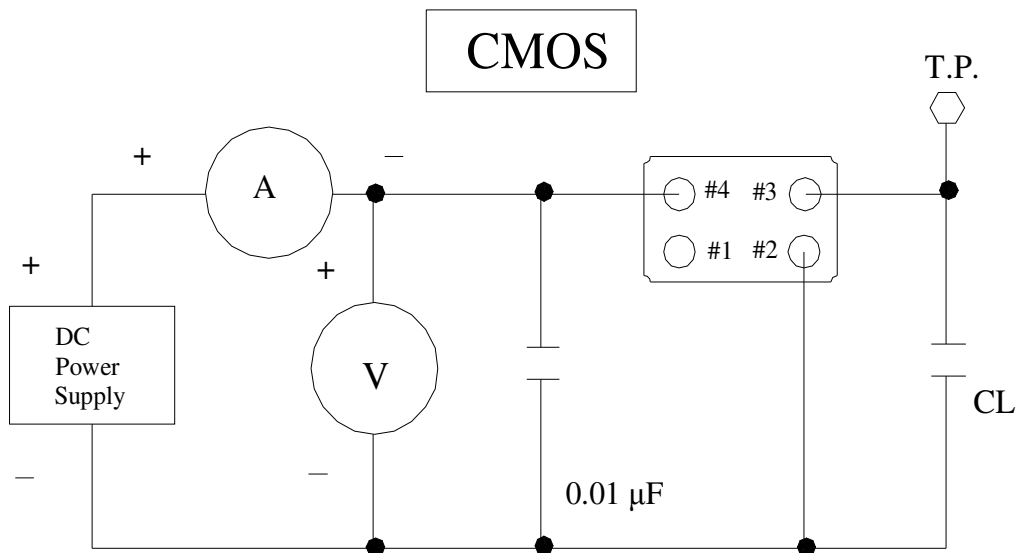 CMOS
T.P.
+
A
–
#4 #3
#1 #2
+
+
DC
Power
Supply
V
CL
–
–
0.01 μF